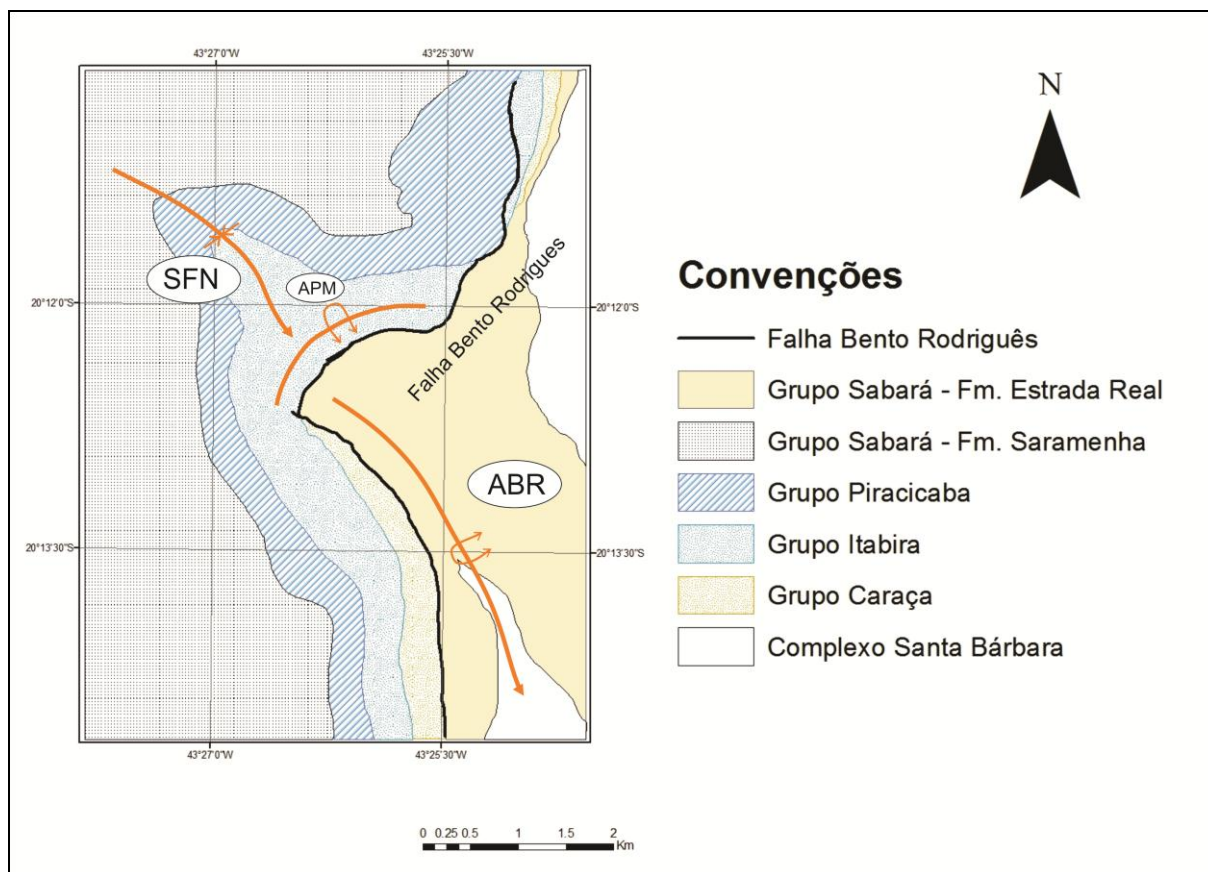 43°27'0"W
43°25'30"W
N
SFN
APM
20°12'0"S
20°12'0"S
Falha Bento Rodrigues
ABR
20°13'30"S
20°13'30"S
43°27'0"W
43°25'30"W
Convenções
Falha Bento Rodriguês
Grupo Sabará - Fm. Estrada Real
Grupo Sabará - Fm. Saramenha
Grupo Piracicaba
Grupo Itabira
Grupo Caraça
Complexo Santa Bárbara
0 0.25 0.5 1 1.5 2
Km